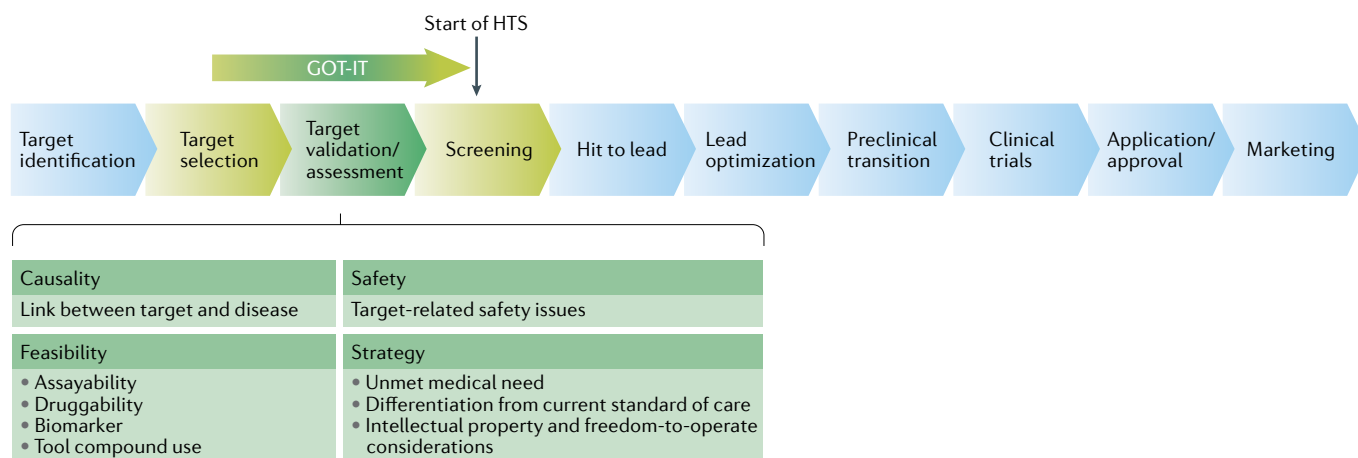 Start of HTS
GOT-IT
Target
identification
Target
selection
Target
validation/
assessment
Screening
Hit to lead
Lead
optimization
Preclinical
transition
Clinical
trials
Application/
approval
Marketing
Causality
Link between target and disease
Safety
Target-related safety issues
Feasibility
• Assayability
• Druggability
• Biomarker
• Tool compound use
Strategy
• Unmet medical need
• Differentiation from current standard of care
• Intellectual property and freedom-to-operate
considerations